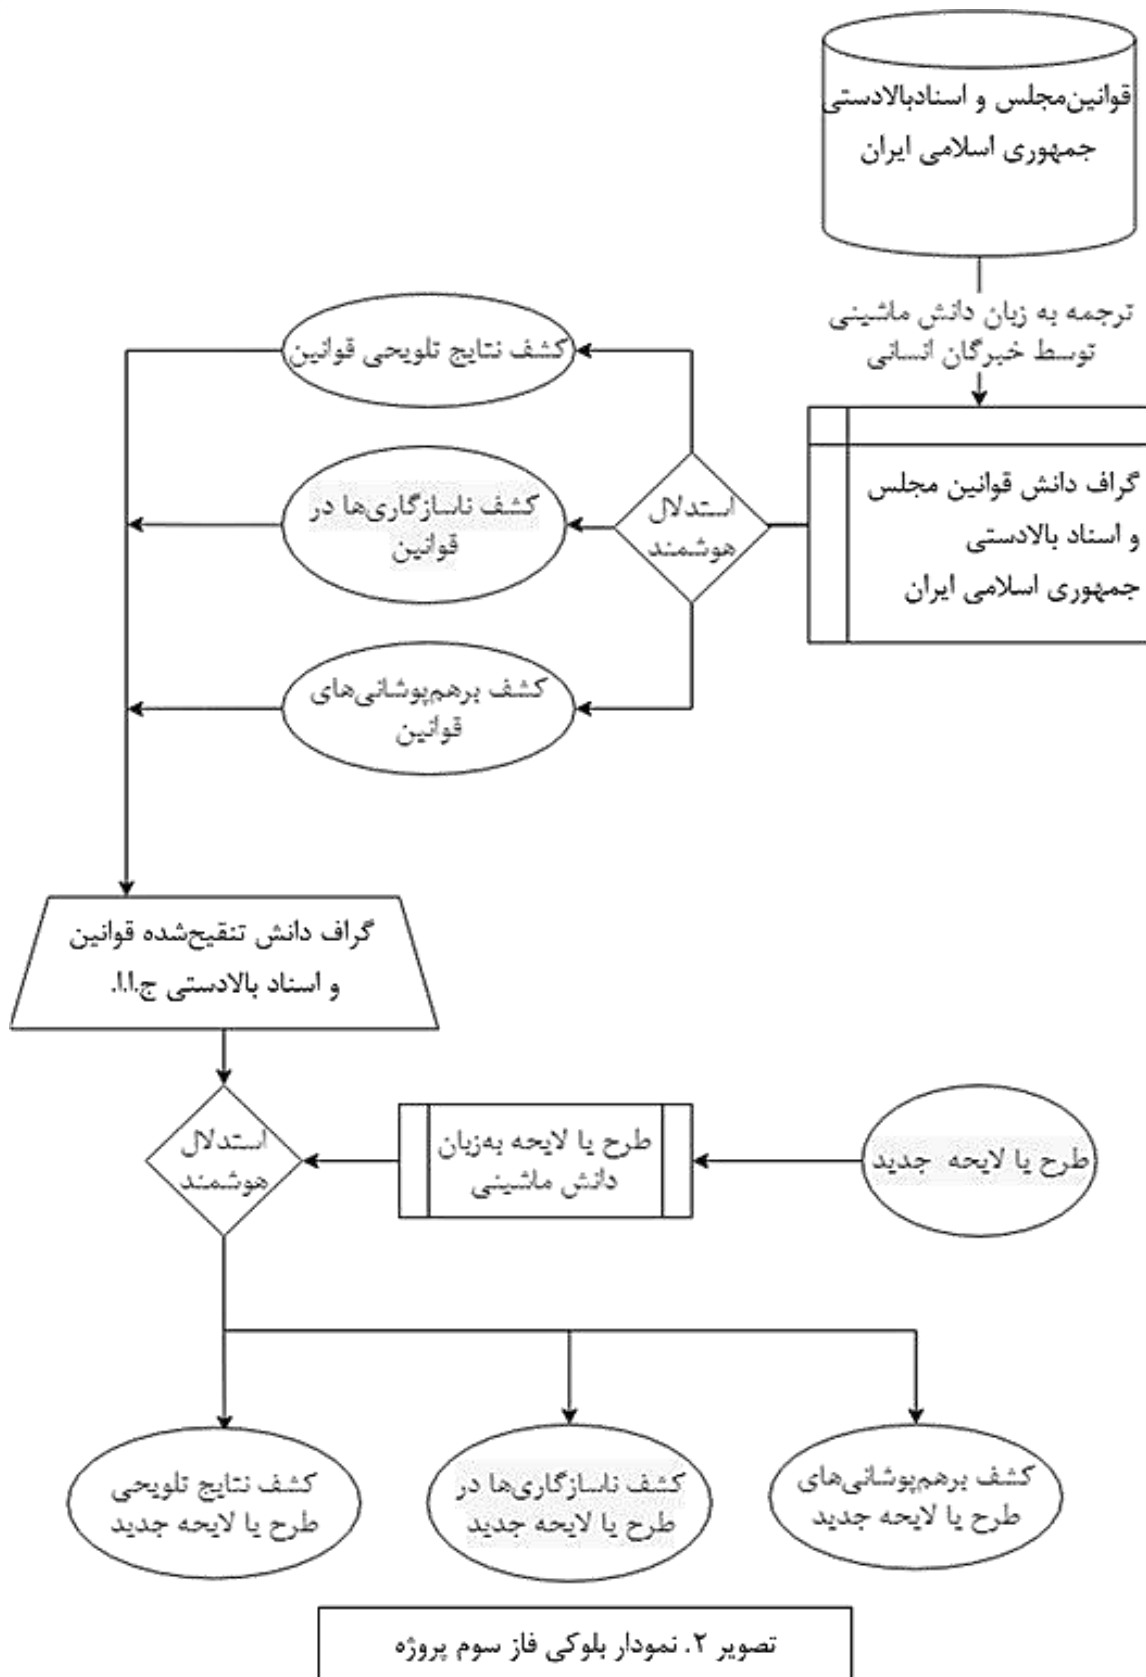 قوانین‌مجلس و اسنادبالادستی
جمهوری اسلامی ایران
ترجمه به زبان دانش ماشینی
توسط خبرگان انسانی
گراف دانش قوانین مجلس
و اسناد بالادستی
جمهوری اسلامی ایران
استدلال
هوشمند
کشف نتایج تلویحی قوانین
کشف ناسازگاری‌ها در
قوانین
کشف برهم‌پوشانی‌های
قوانین
گراف دانش تنقیح‌شده قوانین
و اسناد بالادستی ج.ا.ا.
طرح یا لایحه جدید
طرح یا لایحه به‌زبان
دانش ماشینی
استدلال
هوشمند
کشف برهم‌پوشانی‌های
طرح یا لایحه جدید
کشف ناسازگاری‌ها در
طرح یا لایحه جدید
کشف نتایج تلویحی
طرح یا لایحه جدید
تصویر ۲. نمودار بلوکی فاز سوم پروژه